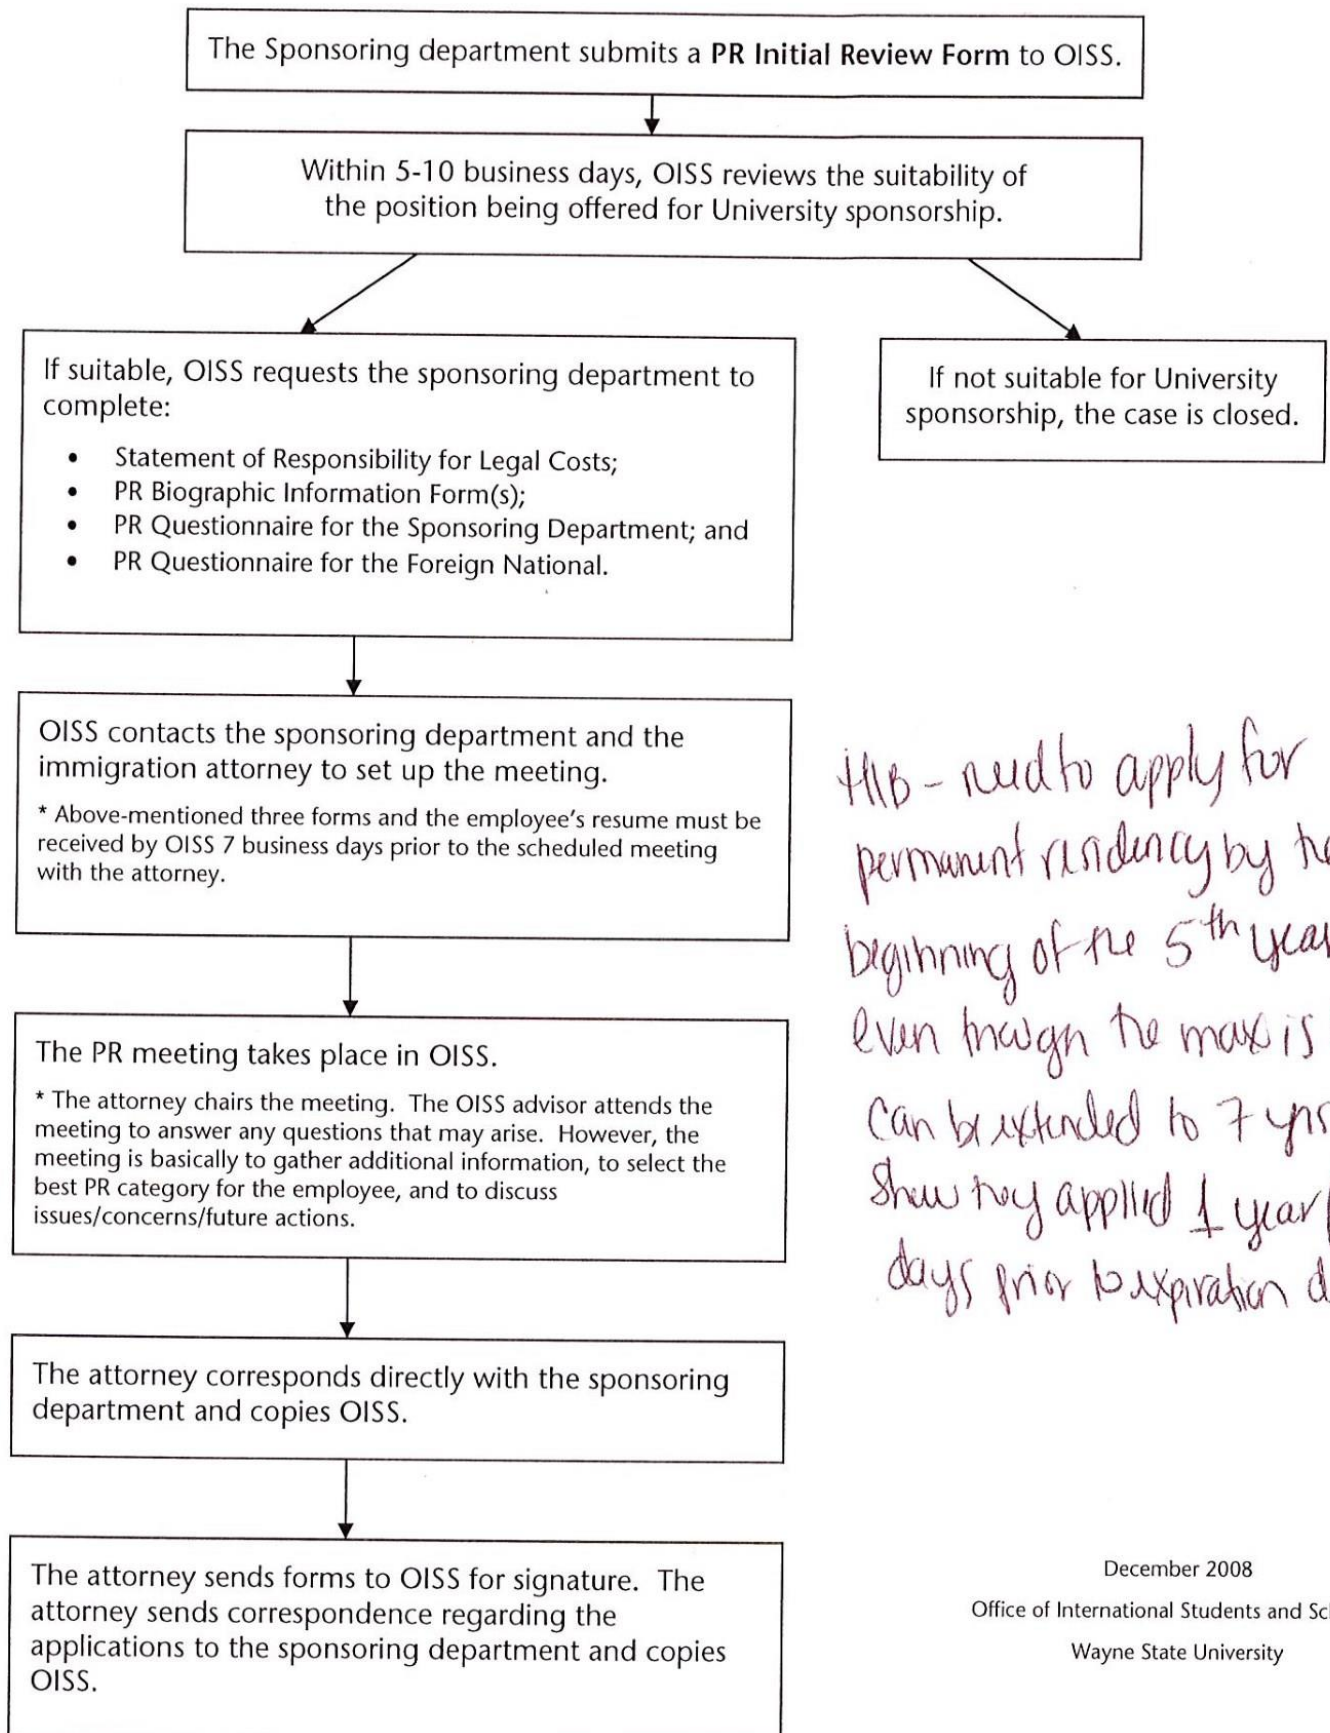 The Sponsoring department submits a PR Initial Review Form to OISS.
Within 5-10 business days, OISS reviews the suitability of
the position being offered for University sponsorship.
If suitable, OISS requests the sponsoring department to
complete:
• Statement of Responsibility for Legal Costs;
• PR Biographic Information Form(s);
• PR Questionnaire for the Sponsoring Department; and
• PR Questionnaire for the Foreign National.
If not suitable for University
sponsorship, the case is closed.
OISS contacts the sponsoring department and the
immigration attorney to set up the meeting.
* Above-mentioned three forms and the employee's resume must be
received by OISS 7 business days prior to the scheduled meeting
with the attorney.
The PR meeting takes place in OISS.
* The attorney chairs the meeting. The OISS advisor attends the
meeting to answer any questions that may arise. However, the
meeting is basically to gather additional information, to select the
best PR category for the employee, and to discuss
issues/concerns/future actions.
The attorney corresponds directly with the sponsoring
department and copies OISS.
The attorney sends forms to OISS for signature. The
attorney sends correspondence regarding the
applications to the sponsoring department and copies
OISS.
H1B - need to apply for
permanent residency by the
beginning of the 5th year
even though the max is
can be extended to 7 yrs
Show they applied 1 year
days prior to expiration
December 2008
Office of International Students and Sc
Wayne State University